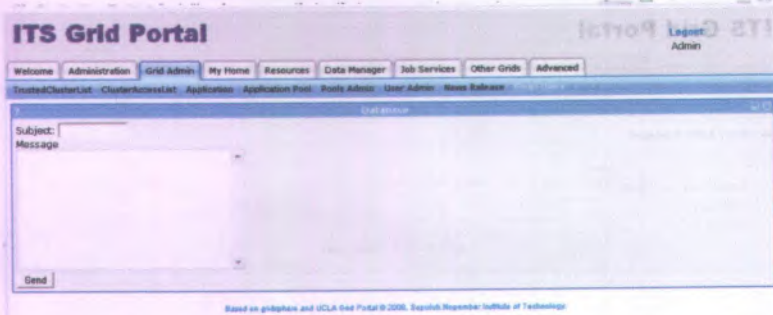 ITS Grid Portal
Logout
Admin
Welcome Administration Grid Admin My Home Resources Data Manager Job Services Other Grids Advanced
TrustedClusterList ClusterAccessList Application Application Pool Pools Admin User Admin News Release
? Database
Subject:
Message
Send
Based on gridsphere and UCLA Grid Portal © 2008, Sepuluh Nopember Institute of Technology